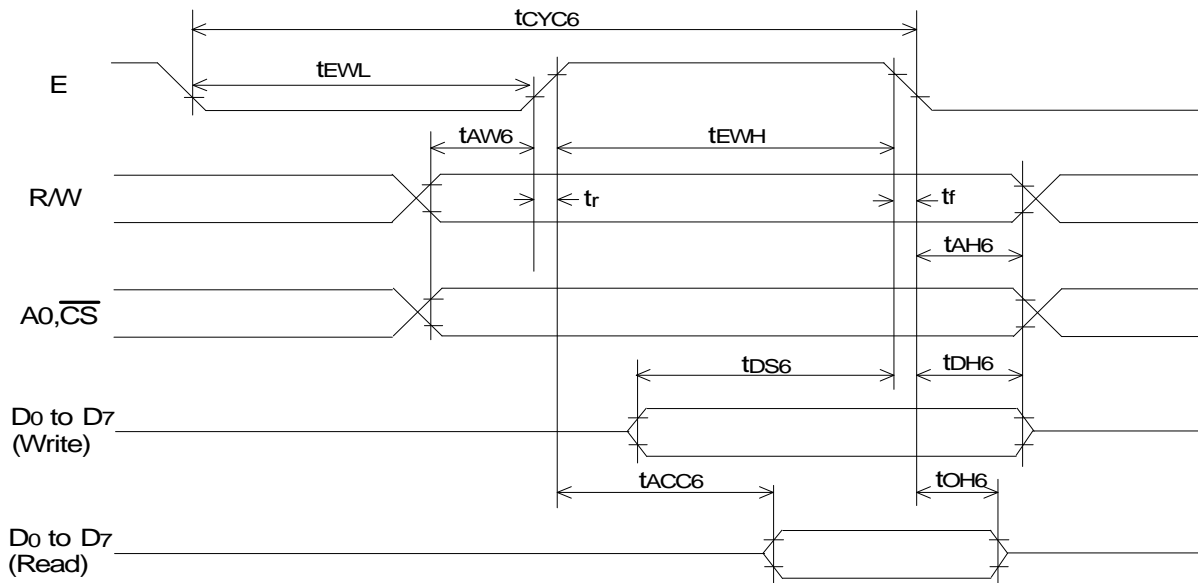 tCYC6
E
tEWL
tAW6
tEWH
R/W
tr
tf
tAH6
A0,C̅S̅
tDS6
tDH6
D0 to D7
(Write)
tACC6
tOH6
D0 to D7
(Read)